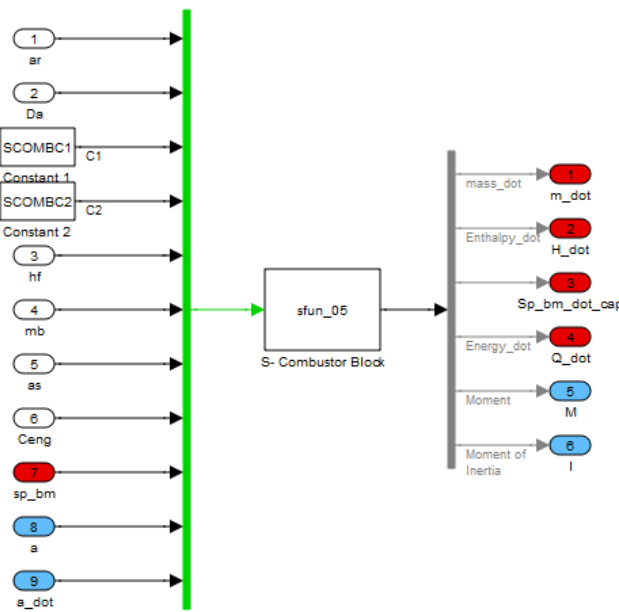 1
ar
2
Da
SCOMBC1
C1
Constant 1
SCOMBC2
C2
Constant 2
3
hf
4
mb
5
as
6
Ceng
7
sp_bm
8
a
9
a_dot
sfun_05
S- Combustor Block
mass_dot
1
m_dot
Enthalpy_dot
2
H_dot
3
Sp_bm_dot_cap
Energy_dot
4
Q_dot
Moment
5
M
Moment of
Inertia
6
I